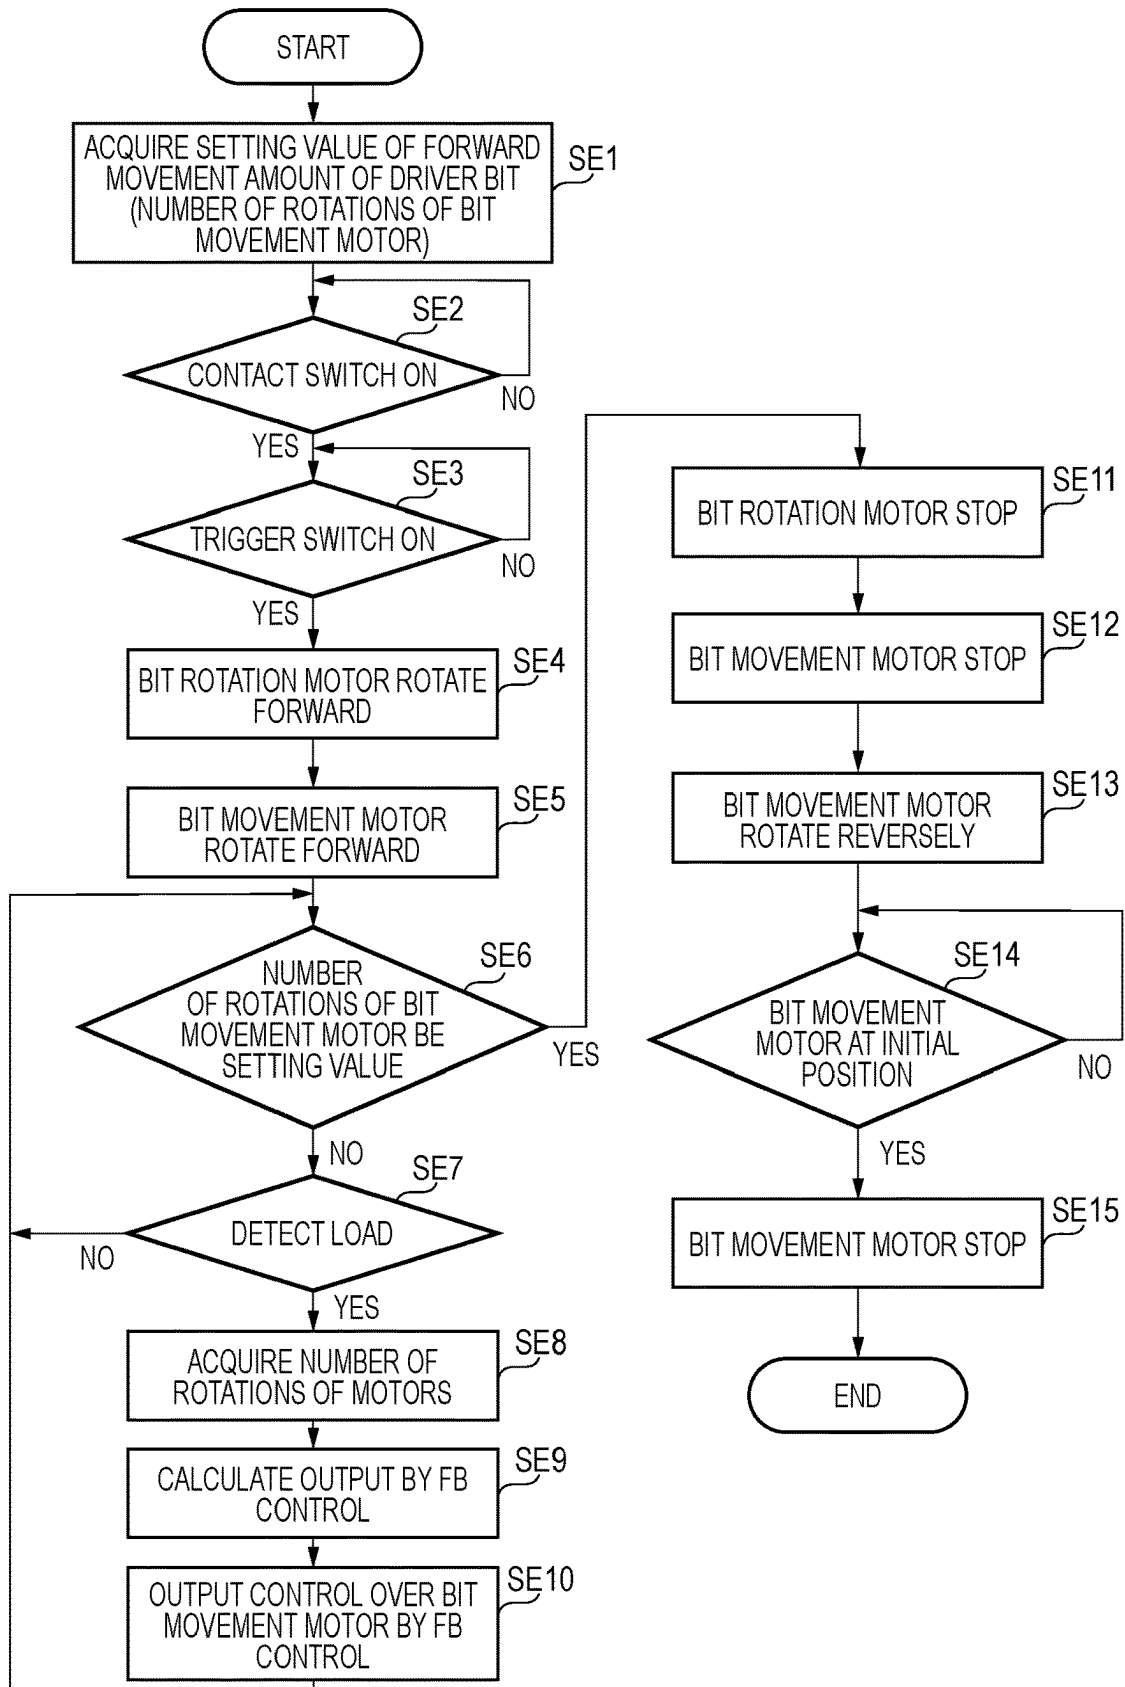 START
ACQUIRE SETTING VALUE OF FORWARD
MOVEMENT AMOUNT OF DRIVER BIT
(NUMBER OF ROTATIONS OF BIT
MOVEMENT MOTOR)
SE1
SE2
CONTACT SWITCH ON
NO
YES
SE3
TRIGGER SWITCH ON
NO
YES
SE4
BIT ROTATION MOTOR ROTATE
FORWARD
SE5
BIT MOVEMENT MOTOR
ROTATE FORWARD
SE6
NUMBER
OF ROTATIONS OF BIT
MOVEMENT MOTOR BE
SETTING VALUE
YES
NO
SE7
DETECT LOAD
NO
YES
SE8
ACQUIRE NUMBER OF
ROTATIONS OF MOTORS
SE9
CALCULATE OUTPUT BY FB
CONTROL
SE10
OUTPUT CONTROL OVER BIT
MOVEMENT MOTOR BY FB
CONTROL
SE11
BIT ROTATION MOTOR STOP
SE12
BIT MOVEMENT MOTOR STOP
SE13
BIT MOVEMENT MOTOR
ROTATE REVERSELY
SE14
BIT MOVEMENT
MOTOR AT INITIAL
POSITION
NO
YES
SE15
BIT MOVEMENT MOTOR STOP
END